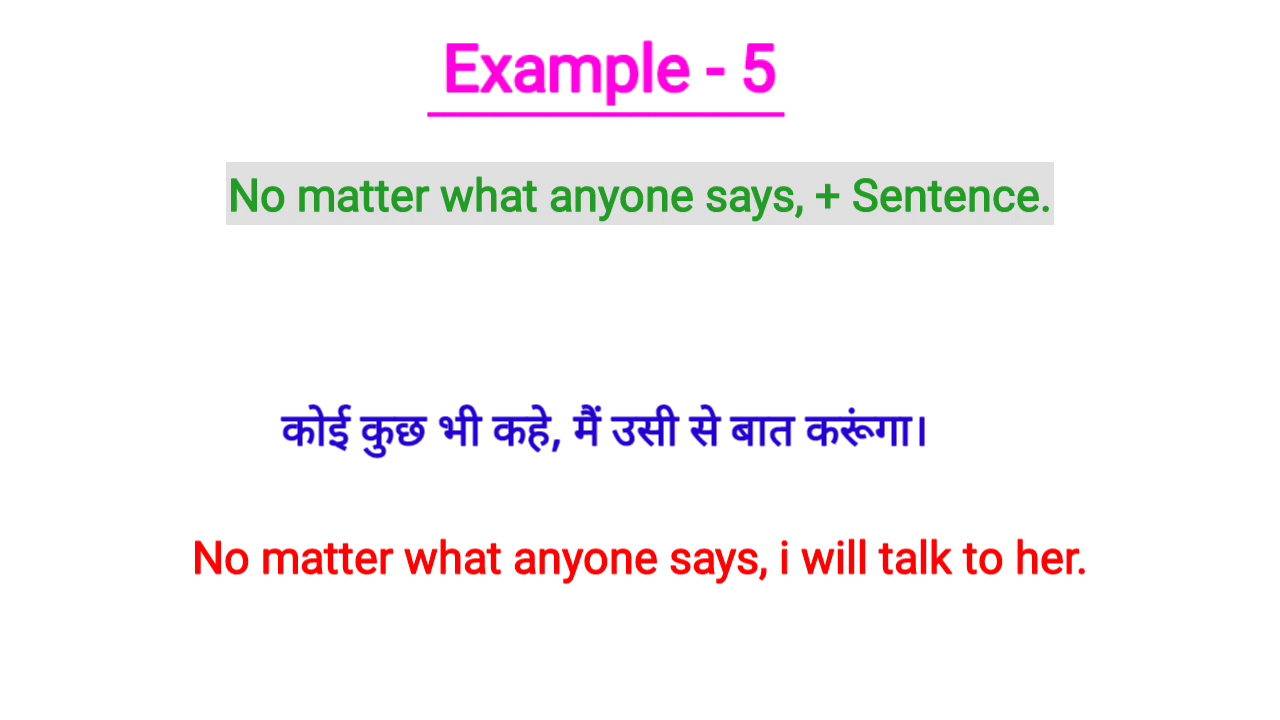 Example - 5
No matter what anyone says, + Sentence.
कोई कुछ भी कहे, मैं उसी से बात करूंगा।
No matter what anyone says, i will talk to her.